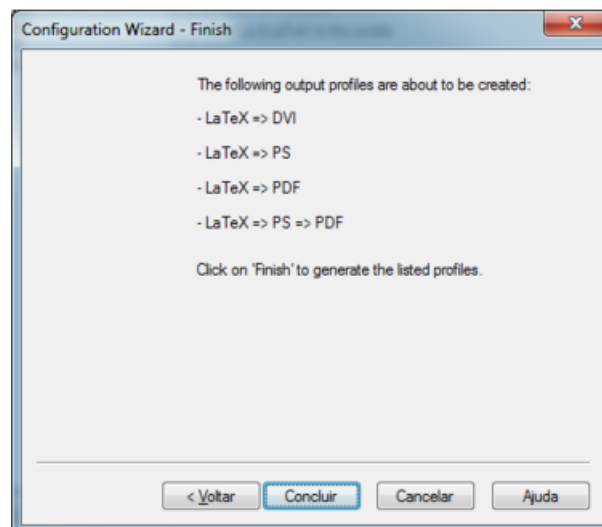 Configuration Wizard - Finish
The following output profiles are about to be created:
- LaTeX => DVI
- LaTeX => PS
- LaTeX => PDF
- LaTeX => PS => PDF
Click on 'Finish' to generate the listed profiles.
< Voltar
Concluir
Cancelar
Ajuda